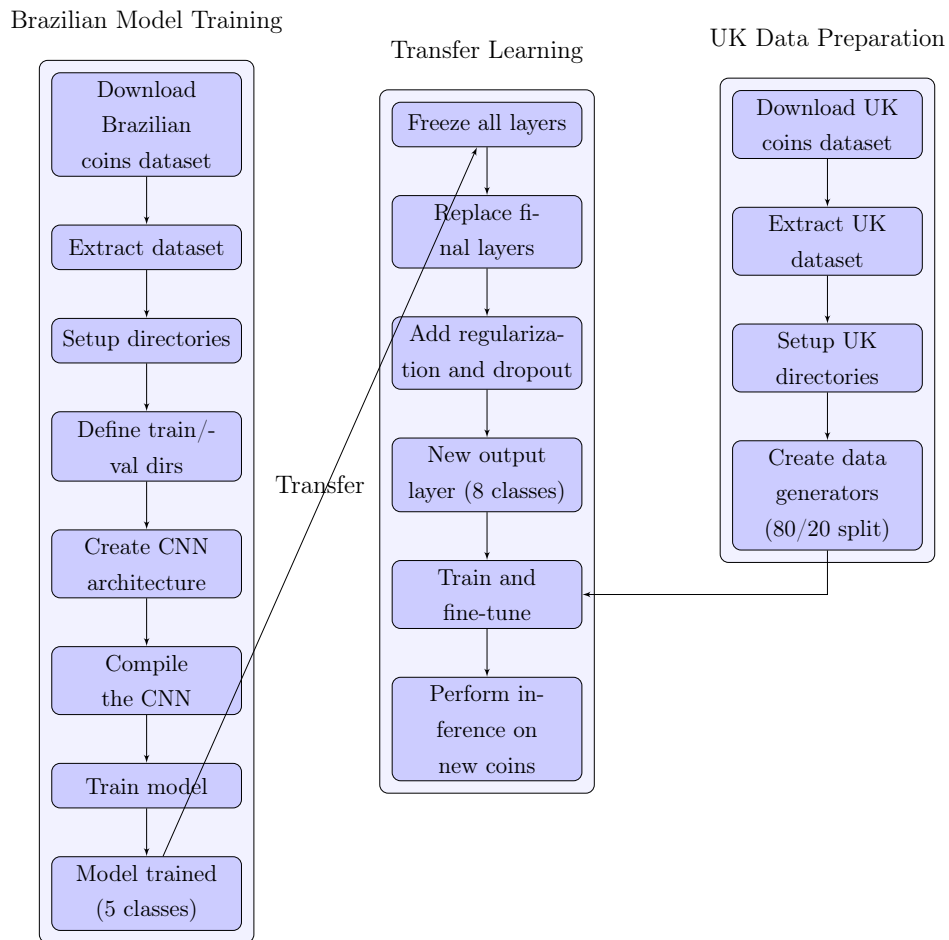 Brazilian Model Training
Download
Brazilian
coins dataset
Extract dataset
Setup directories
Define train/-
val dirs
Create CNN
architecture
Compile
the CNN
Train model
Model trained
(5 classes)
Transfer
Transfer Learning
Freeze all layers
Replace fi-
nal layers
Add regulariza-
tion and dropout
New output
layer (8 classes)
Train and
fine-tune
Perform in-
ference on
new coins
UK Data Preparation
Download UK
coins dataset
Extract UK
dataset
Setup UK
directories
Create data
generators
(80/20 split)